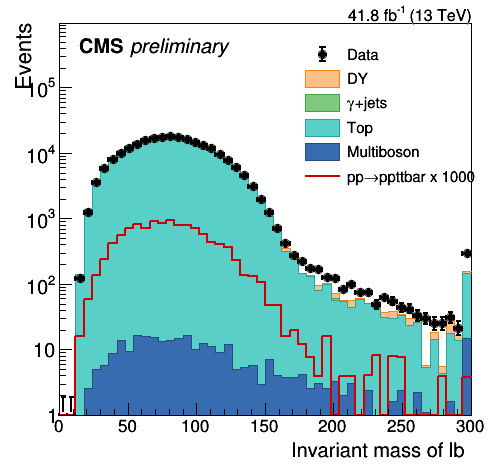 41.8 fb⁻¹ (13 TeV)
CMS preliminary
Events
Data
DY
γ+jets
Top
Multiboson
pp→ppttbar x 1000
10⁵
10⁴
10³
10²
10
1
0 50 100 150 200 250 300
Invariant mass of lb